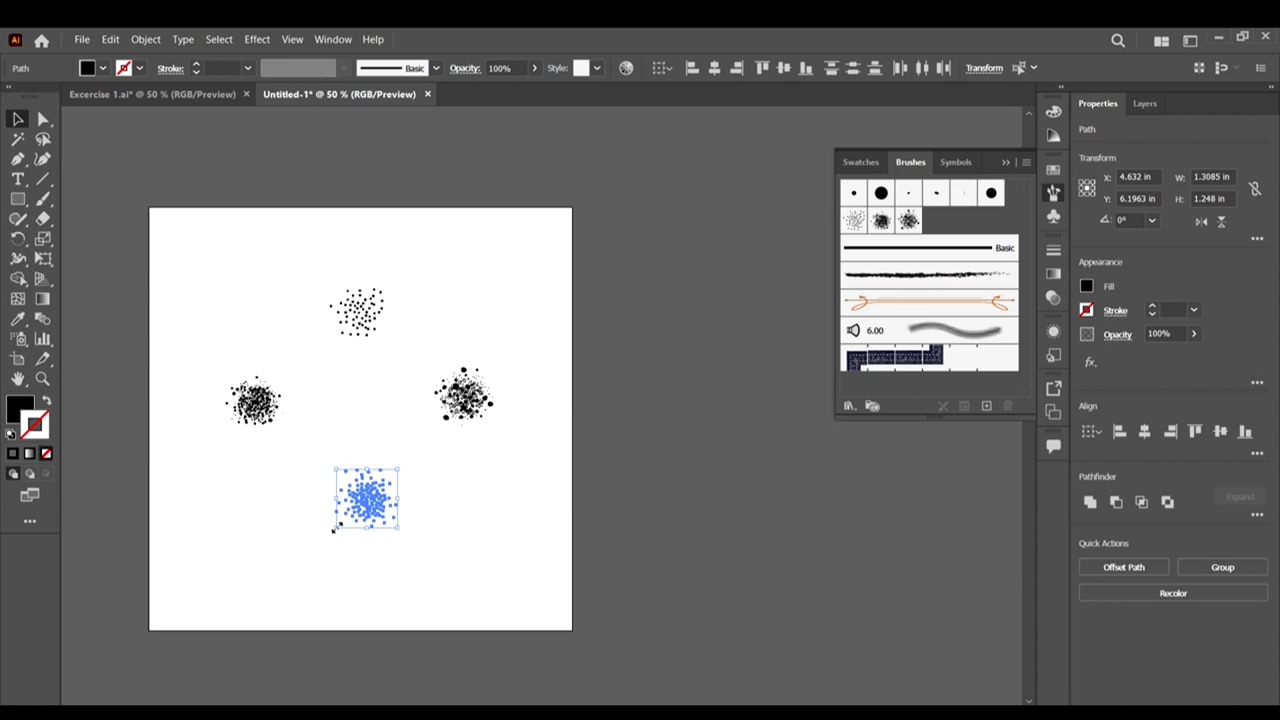 Ai File Edit Object Type Select Effect View Window Help
Path Stroke: Basic Opacity: 100% Style: Transform
Excercise 1.ai* @ 50 % (RGB/Preview) × Untitled-1* @ 50 % (RGB/Preview) ×
Properties Layers
Path
Transform
X: 4.632 in W: 1.3085 in
Y: 6.1963 in H: 1.248 in
0°
Appearance
Fill
Stroke
Opacity 100%
fx.
Align
Pathfinder
Expand
Quick Actions
Offset Path Group
Recolor
Swatches Brushes Symbols
Basic
6.00